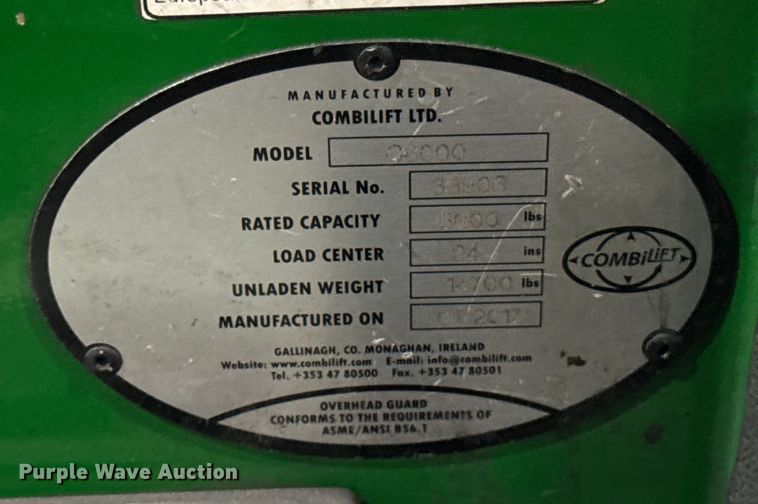 MANUFACTURED BY
COMBILIFT LTD.
MODEL
SERIAL No.
RATED CAPACITY lbs
LOAD CENTER 24 ins
UNLADEN WEIGHT lbs
MANUFACTURED ON 2017
COMBiLiFT
GALLINAGH, CO. MONAGHAN, IRELAND
Website: www.combilift.com E-mail: info@combilift.com
Tel. +353 47 80500 Fax. +353 47 80501
OVERHEAD GUARD
CONFORMS TO THE REQUIREMENTS OF
ASME/ANSI B56.1
Purple Wave Auction